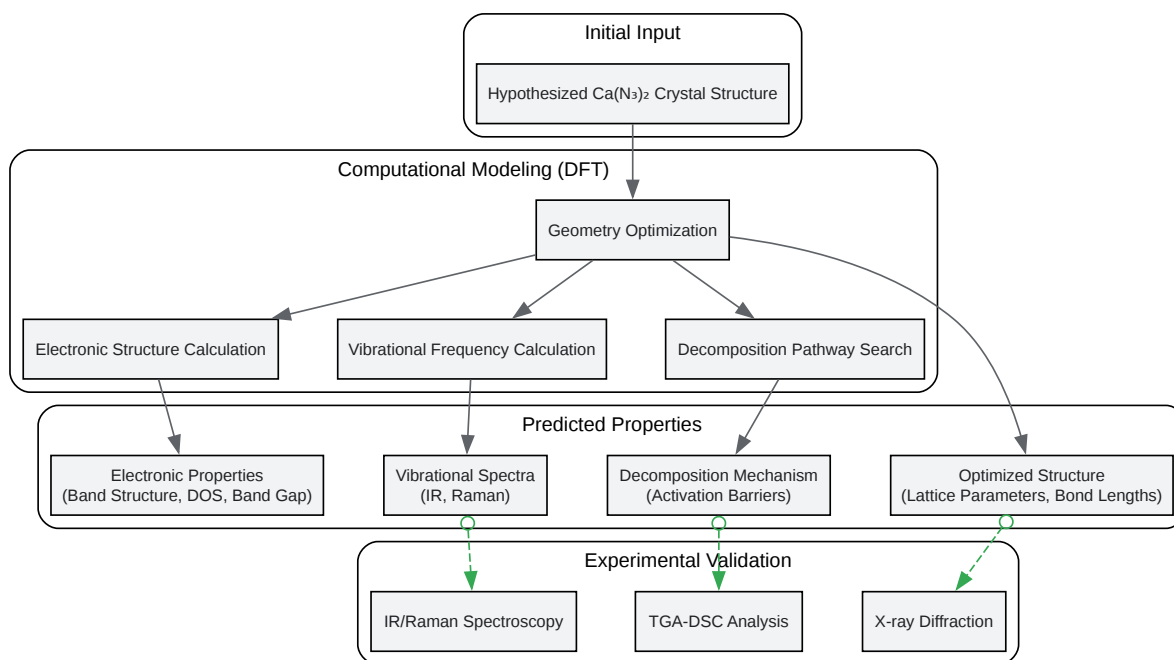 Initial Input
Hypothesized Ca(N₃)₂ Crystal Structure
Computational Modeling (DFT)
Geometry Optimization
Electronic Structure Calculation
Vibrational Frequency Calculation
Decomposition Pathway Search
Predicted Properties
Electronic Properties
(Band Structure, DOS, Band Gap)
Vibrational Spectra
(IR, Raman)
Decomposition Mechanism
(Activation Barriers)
Optimized Structure
(Lattice Parameters, Bond Lengths)
Experimental Validation
IR/Raman Spectroscopy
TGA-DSC Analysis
X-ray Diffraction